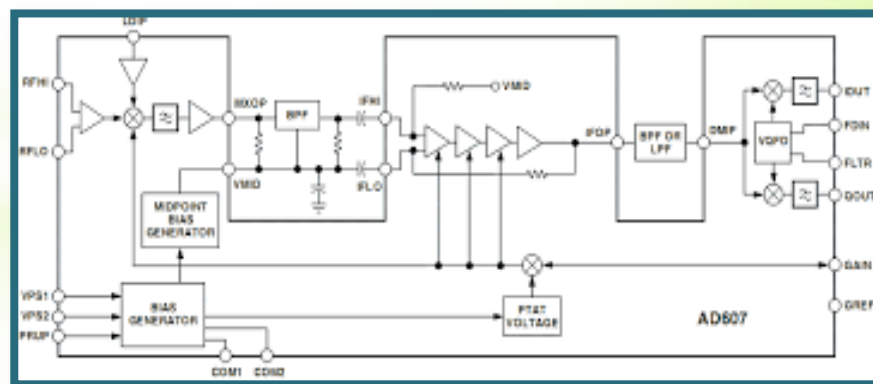 LOIP
RFHI
RFLO
MXOP
BPF
IFHI
VMID
IFLO
VMID
IFOP
BPF OR
LPF
DMIP
VQFO
IOUT
FDIN
FLTR
QOUT
MIDPOINT
BIAS
GENERATOR
GAIN
VPS1
VPS2
PRUP
BIAS
GENERATOR
PTAT
VOLTAGE
AD607
GREF
COM1
COM2